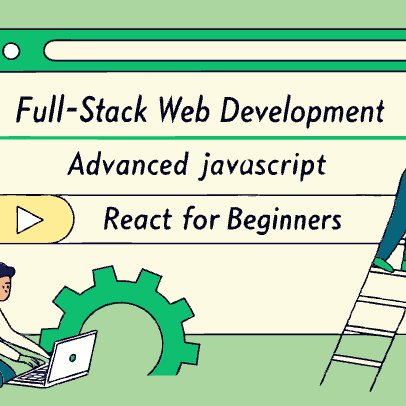 Full-Stack Web Development
Advanced javascript
React for Beginners